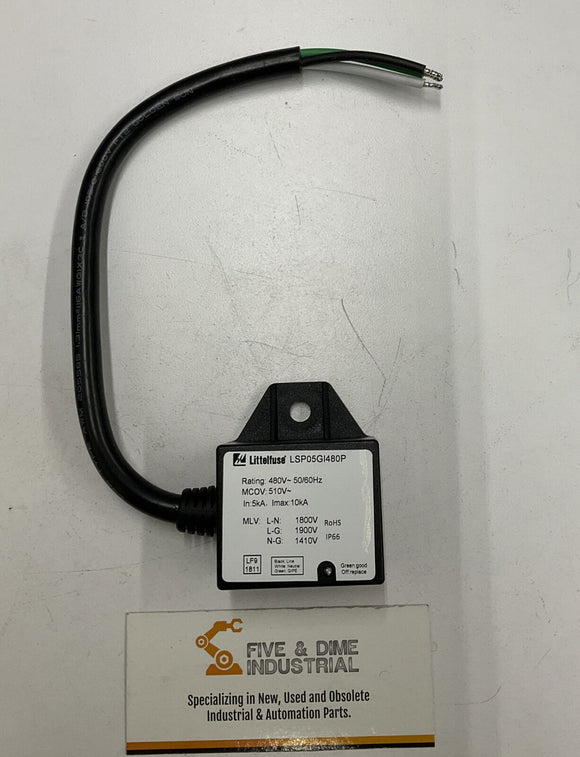 Littelfuse® LSP05GI480P
Rating: 480V~ 50/60Hz
MCOV: 510V~
In:5kA, Imax:10kA
MLV: L-N: 1800V RoHS
L-G: 1900V
N-G: 1410V IP66
LF9
1811
Black: Line
White: Neutral
Green: G/PE
Green:good
Off:replace
FIVE & DIME
INDUSTRIAL
Specializing in New, Used and Obsolete
Industrial & Automation Parts.